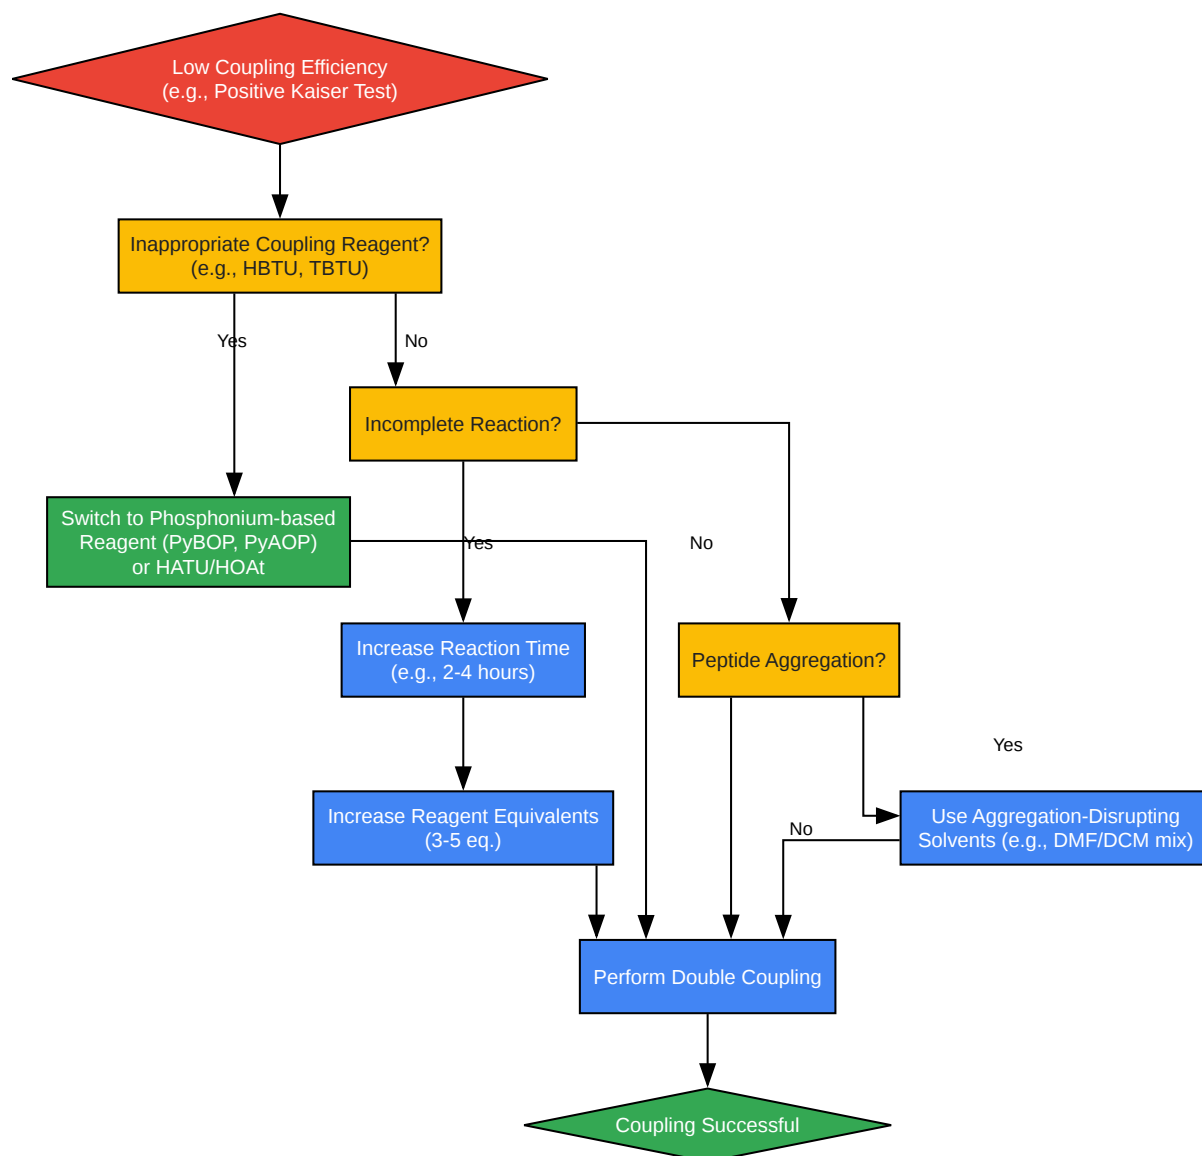 Low Coupling Efficiency
(e.g., Positive Kaiser Test)
Inappropriate Coupling Reagent?
(e.g., HBTU, TBTU)
Yes
No
Incomplete Reaction?
Switch to Phosphonium-based
Reagent (PyBOP, PyAOP)
or HATU/HOAt
Yes
No
Increase Reaction Time
(e.g., 2-4 hours)
Peptide Aggregation?
Yes
Increase Reagent Equivalents
(3-5 eq.)
No
Use Aggregation-Disrupting
Solvents (e.g., DMF/DCM mix)
Perform Double Coupling
Coupling Successful